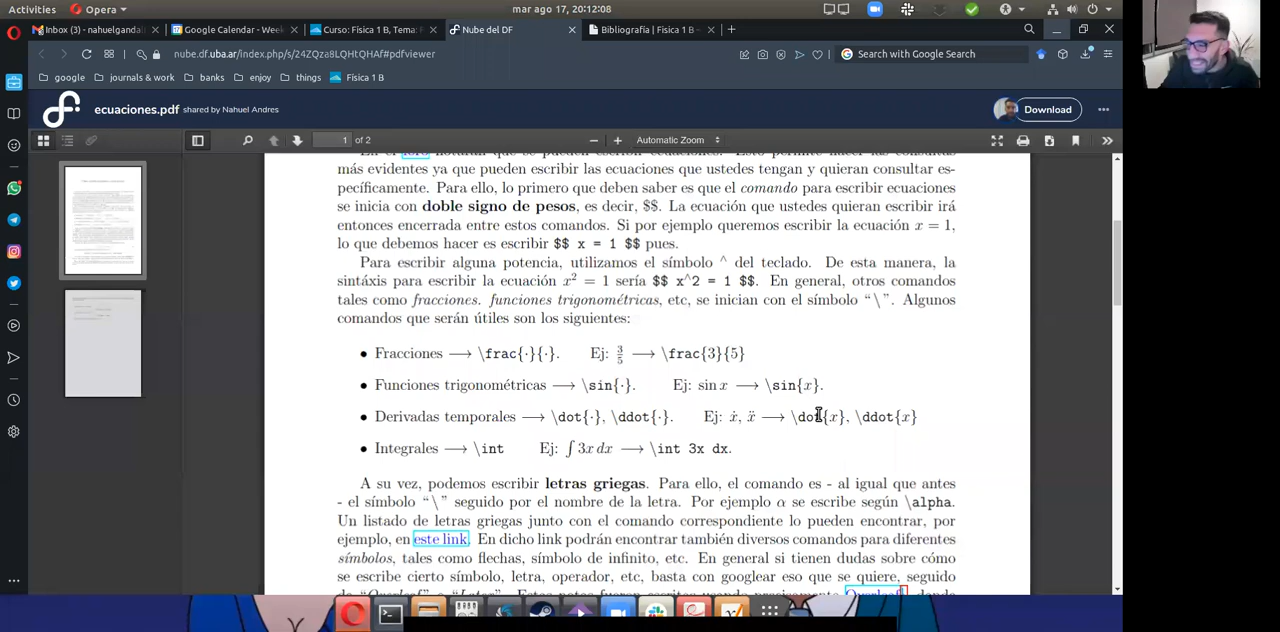 Activities Opera mar ago 17, 20:12:08
Inbox (3) - nahuelgandi Google Calendar - Week Curso: Física 1B, Tema: F Nube del DF Bibliografía | Física 1 B -
nube.df.uba.ar/index.php/s/24ZQz8LQHtQHAf#pdfviewer Search with Google
google journals & work banks enjoy things Física 1 B
ecuaciones.pdf shared by Nahuel Andres Download
1 of 2 Automatic Zoom
más evidentes ya que pueden escribir las ecuaciones que ustedes tengan y quieran consultar es-
pecíficamente. Para ello, lo primero que deben saber es que el comando para escribir ecuaciones
se inicia con doble signo de pesos, es decir, $$. La ecuación que ustedes quieran escribir irá
entonces encerrada entre estos comandos. Si por ejemplo queremos escribir la ecuación x = 1,
lo que debemos hacer es escribir $$ x = 1 $$ pues.
Para escribir alguna potencia, utilizamos el símbolo ^ del teclado. De esta manera, la
sintáxis para escribir la ecuación x² = 1 sería $$ x^2 = 1 $$. En general, otros comandos
tales como fracciones. funciones trigonométricas, etc, se inician con el símbolo “\”. Algunos
comandos que serán útiles son los siguientes:
• Fracciones ⟶ \frac{·}{·}. Ej: 3/5 ⟶ \frac{3}{5}
• Funciones trigonométricas ⟶ \sin{·}. Ej: sin x ⟶ \sin{x}.
• Derivadas temporales ⟶ \dot{·}, \ddot{·}. Ej: ẋ, ẍ ⟶ \dot{x}, \ddot{x}
• Integrales ⟶ \int Ej: ∫ 3x dx ⟶ \int 3x dx.
A su vez, podemos escribir letras griegas. Para ello, el comando es - al igual que antes
- el símbolo “\” seguido por el nombre de la letra. Por ejemplo α se escribe según \alpha.
Un listado de letras griegas junto con el comando correspondiente lo pueden encontrar, por
ejemplo, en este link. En dicho link podrán encontrar también diversos comandos para diferentes
símbolos, tales como flechas, símbolo de infinito, etc. En general si tienen dudas sobre cómo
se escribe cierto símbolo, letra, operador, etc, basta con googlear eso que se quiere, seguido